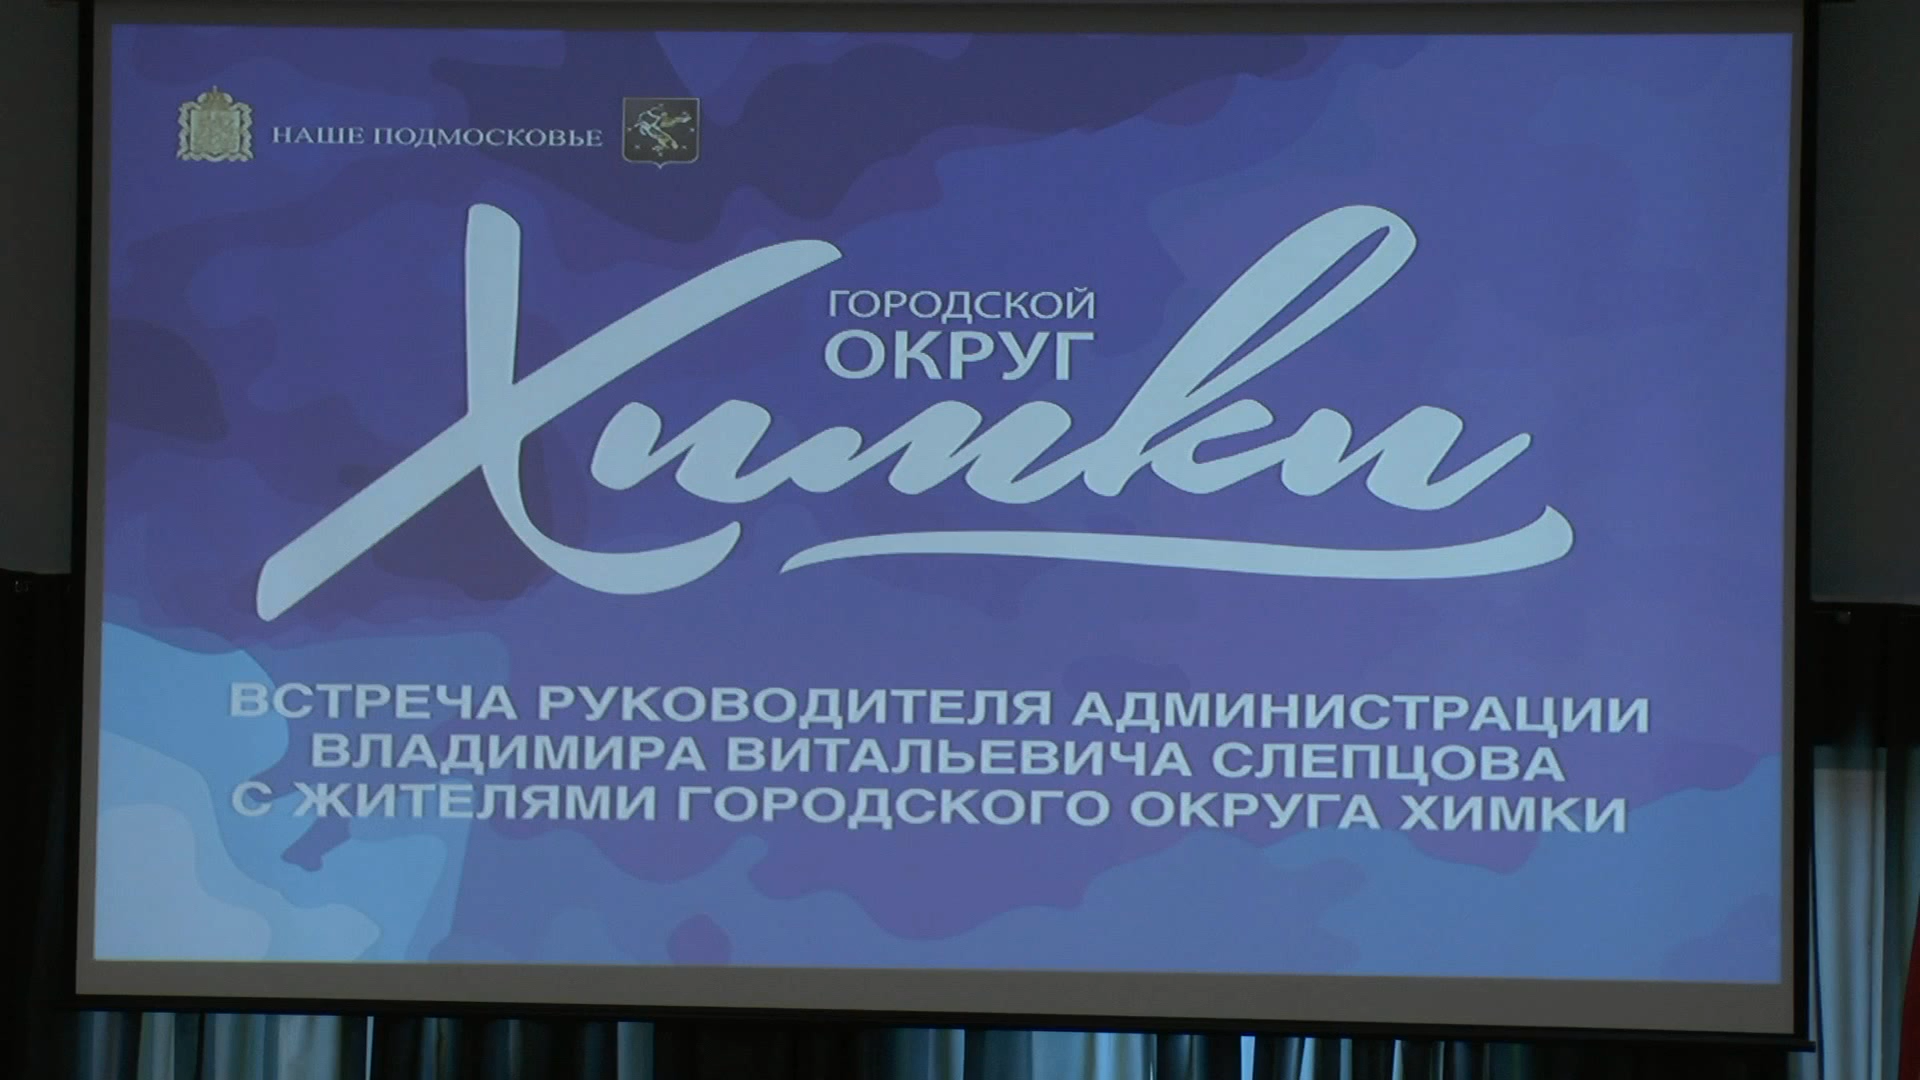 НАШЕ ПОДМОСКОВЬЕ
ГОРОДСКОЙ
ОКРУГ
Химки
ВСТРЕЧА РУКОВОДИТЕЛЯ АДМИНИСТРАЦИИ
ВЛАДИМИРА ВИТАЛЬЕВИЧА СЛЕПЦОВА
С ЖИТЕЛЯМИ ГОРОДСКОГО ОКРУГА ХИМКИ